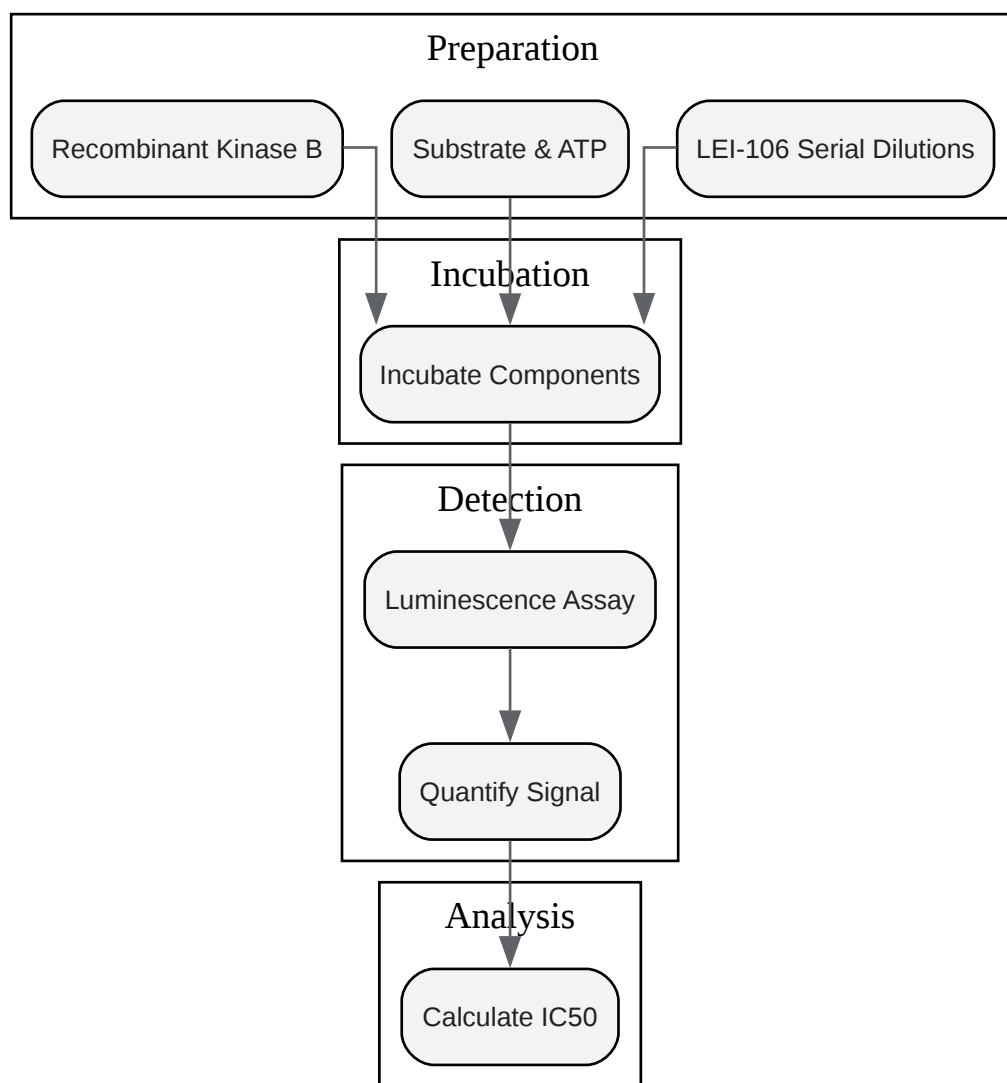 Preparation
Recombinant Kinase B
Substrate & ATP
LEI-106 Serial Dilutions
Incubation
Incubate Components
Detection
Luminescence Assay
Quantify Signal
Analysis
Calculate IC50